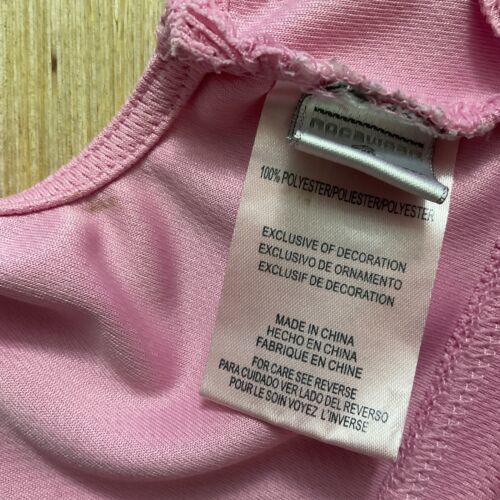 ROCAWEAR
100% POLYESTER/POLIESTER/POLYESTER
EXCLUSIVE OF DECORATION
EXCLUSIVO DE ORNAMENTO
EXCLUSIF DE DECORATION
MADE IN CHINA
HECHO EN CHINA
FABRIQUE EN CHINE
FOR CARE SEE REVERSE
PARA CUIDADO VER LADO DEL REVERSO
POUR LE SOIN VOYEZ L'INVERSE